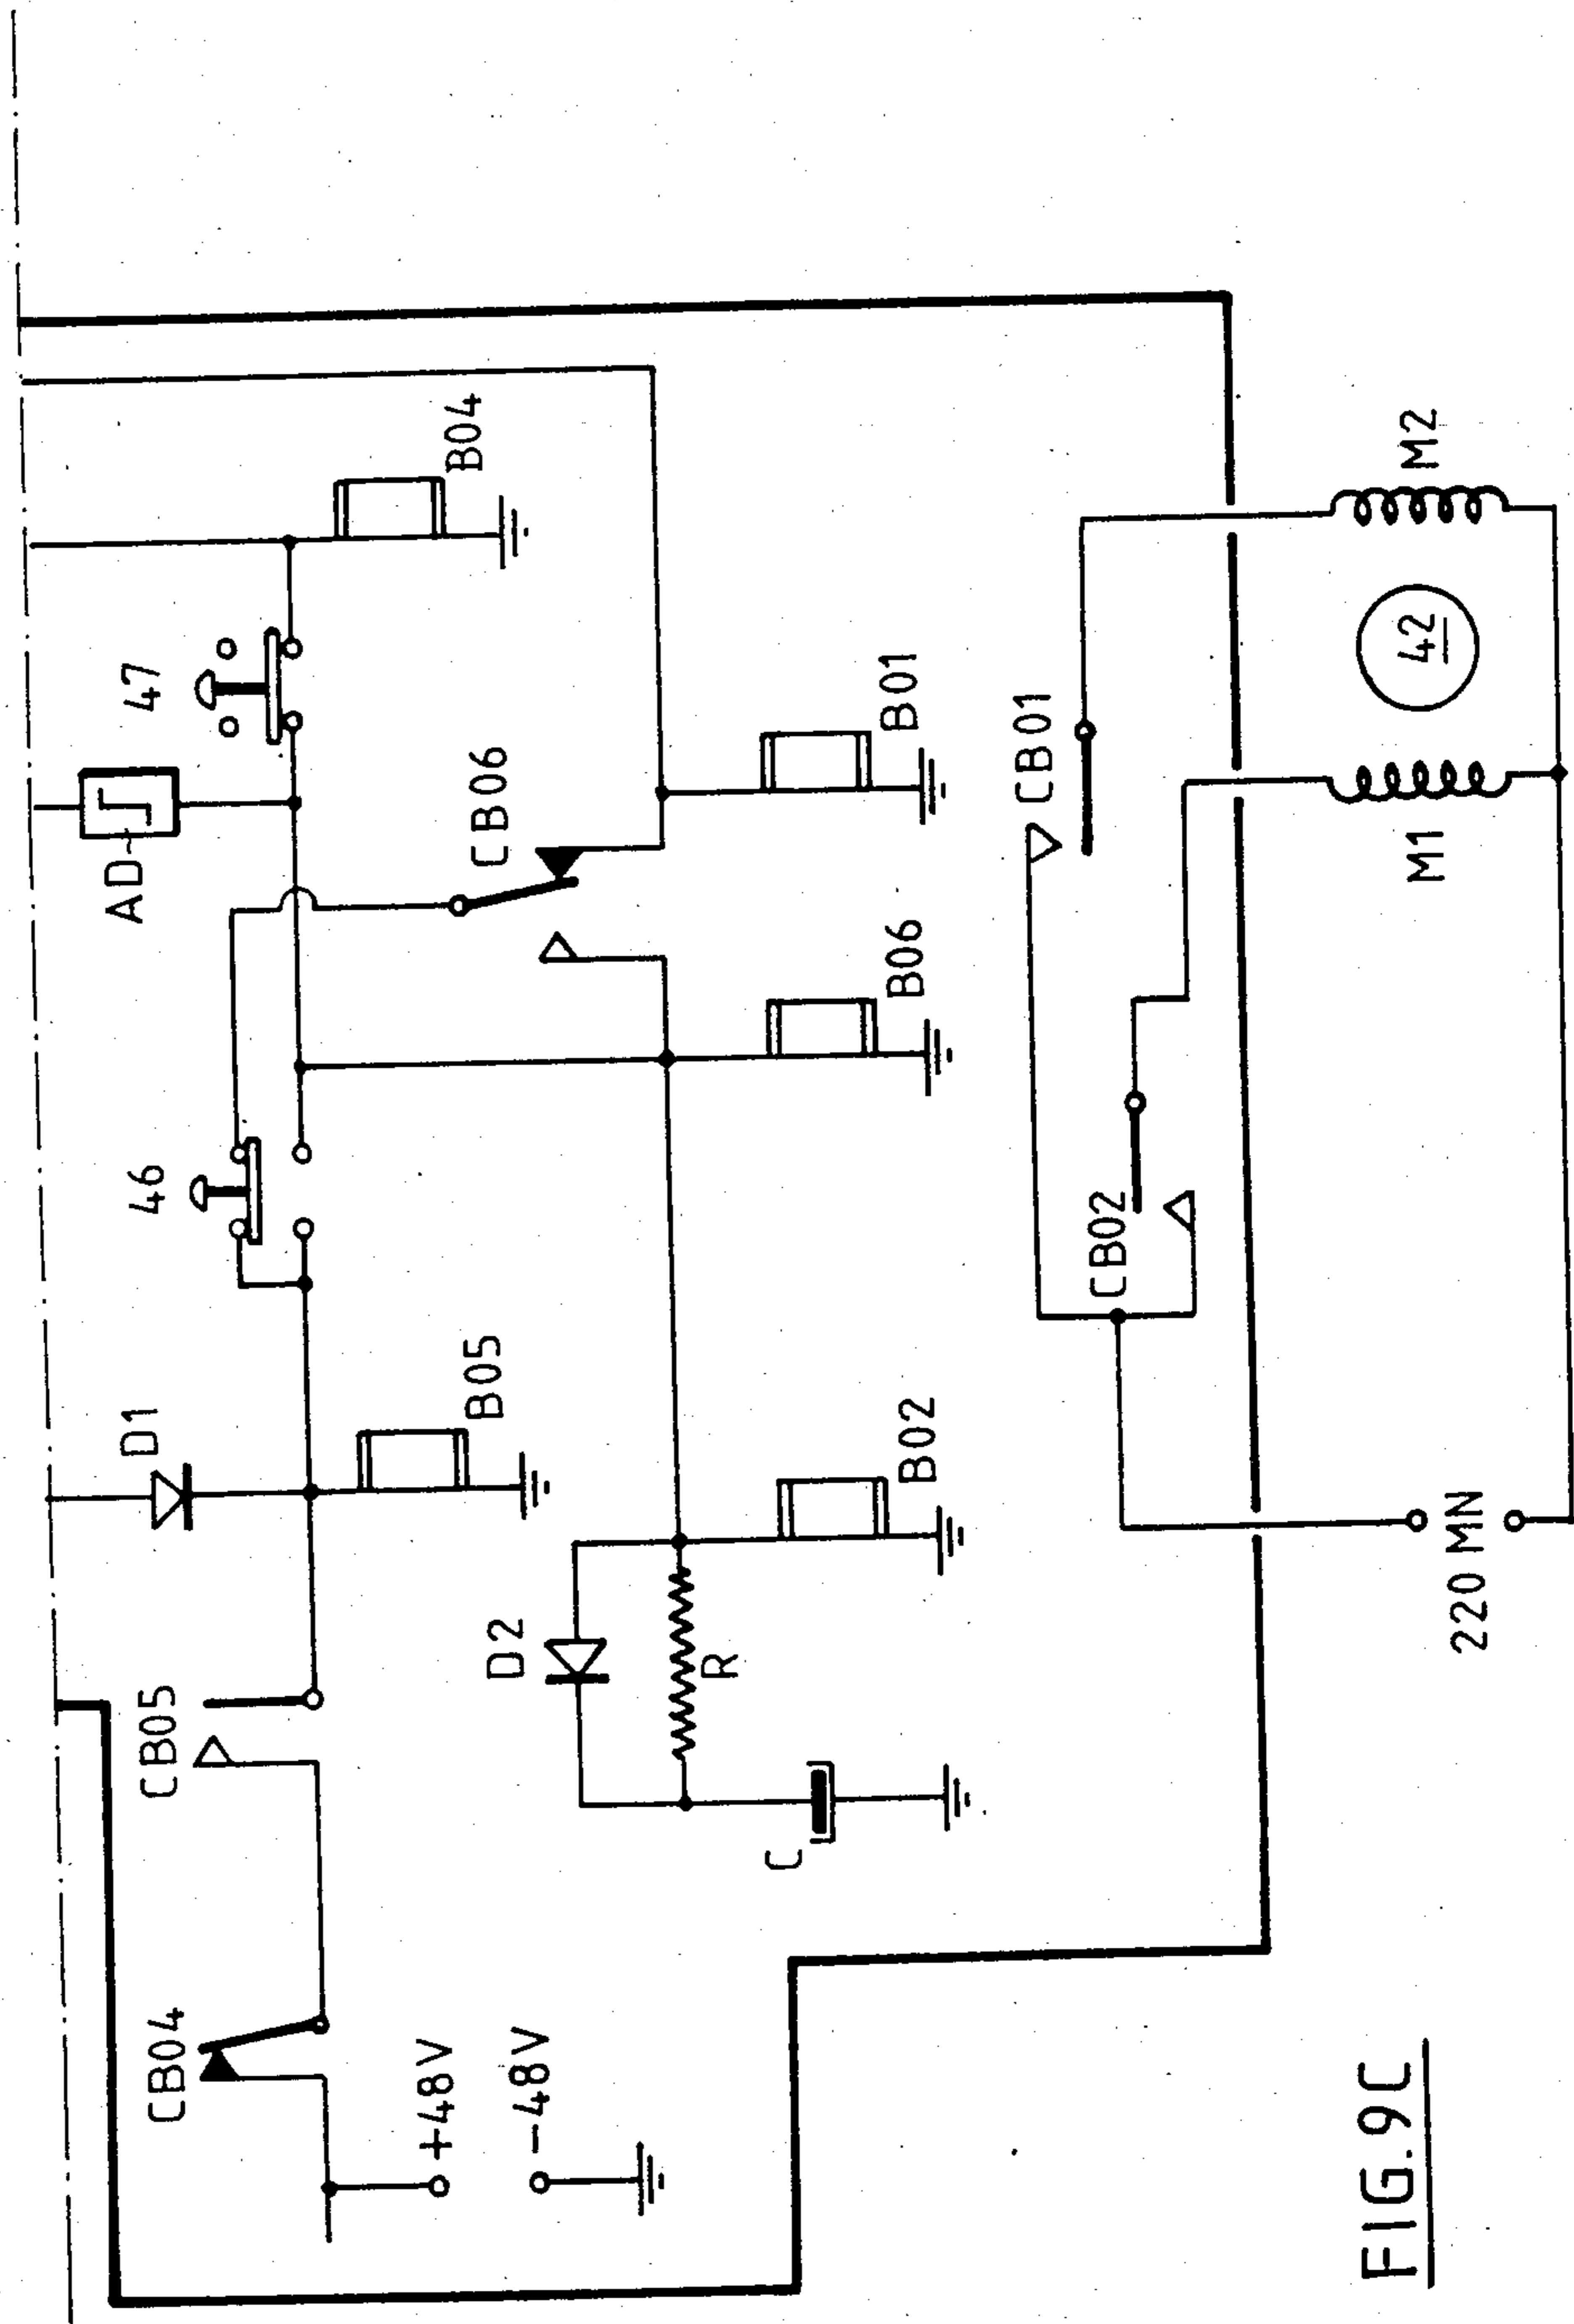 AD
47
B04
46
CB06
D1
B05
B01
CB05
B06
D2
R
B02
CB04
C
+48V
-48V
CB01
CB02
M2
42
M1
220 MN
FIG.9C